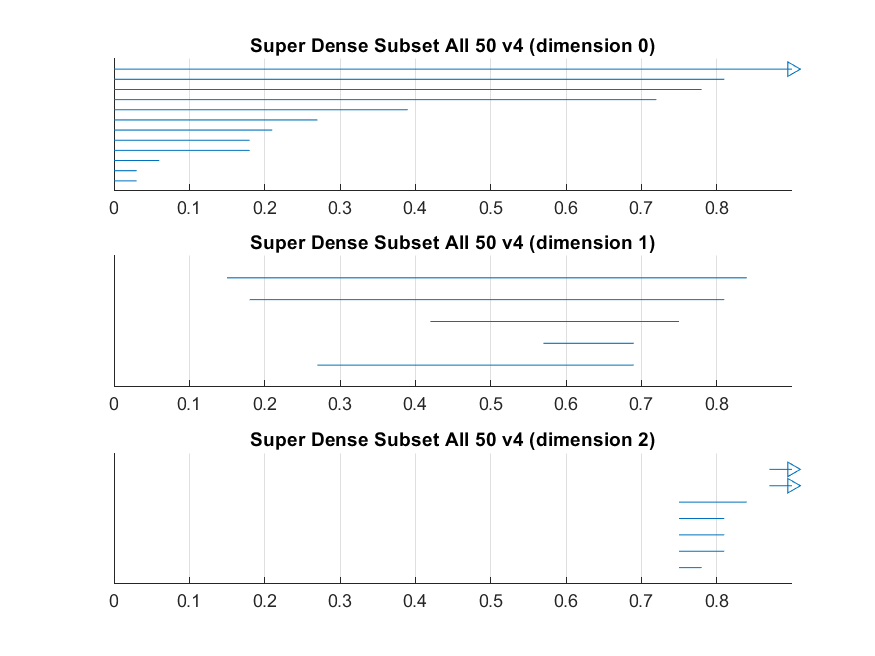 Super Dense Subset All 50 v4 (dimension 0)
0 0.1 0.2 0.3 0.4 0.5 0.6 0.7 0.8
Super Dense Subset All 50 v4 (dimension 1)
0 0.1 0.2 0.3 0.4 0.5 0.6 0.7 0.8
Super Dense Subset All 50 v4 (dimension 2)
0 0.1 0.2 0.3 0.4 0.5 0.6 0.7 0.8